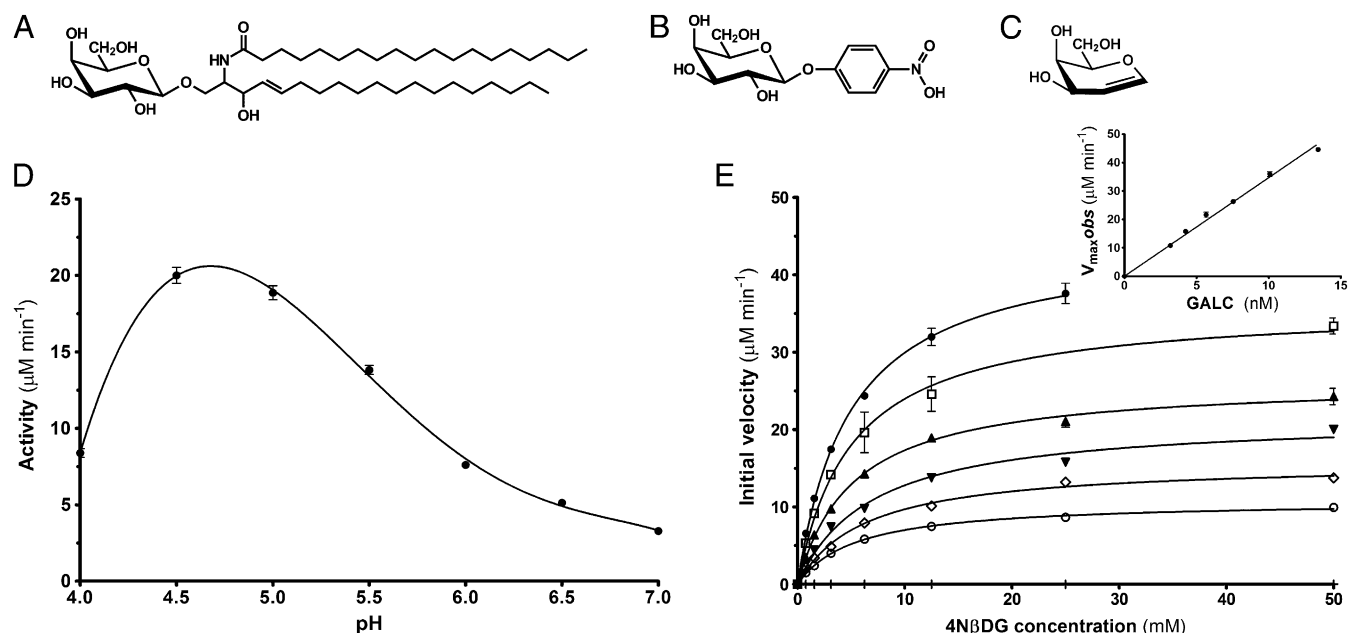 A
OH
CH2OH
O
HO
OH
O
HN
O
OH
B
OH
CH2OH
O
HO
OH
O
N
O
OH
C
OH
CH2OH
O
HO
D
Activity (μM min-1)
25
20
15
10
5
0
4.0 4.5 5.0 5.5 6.0 6.5 7.0
pH
E
Initial velocity (μM min-1)
50
40
30
20
10
0
0 10 20 30 40 50
4NβDG concentration (mM)
Vmaxobs (μM min-1)
50
40
30
20
10
0
0 5 10 15
GALC (nM)